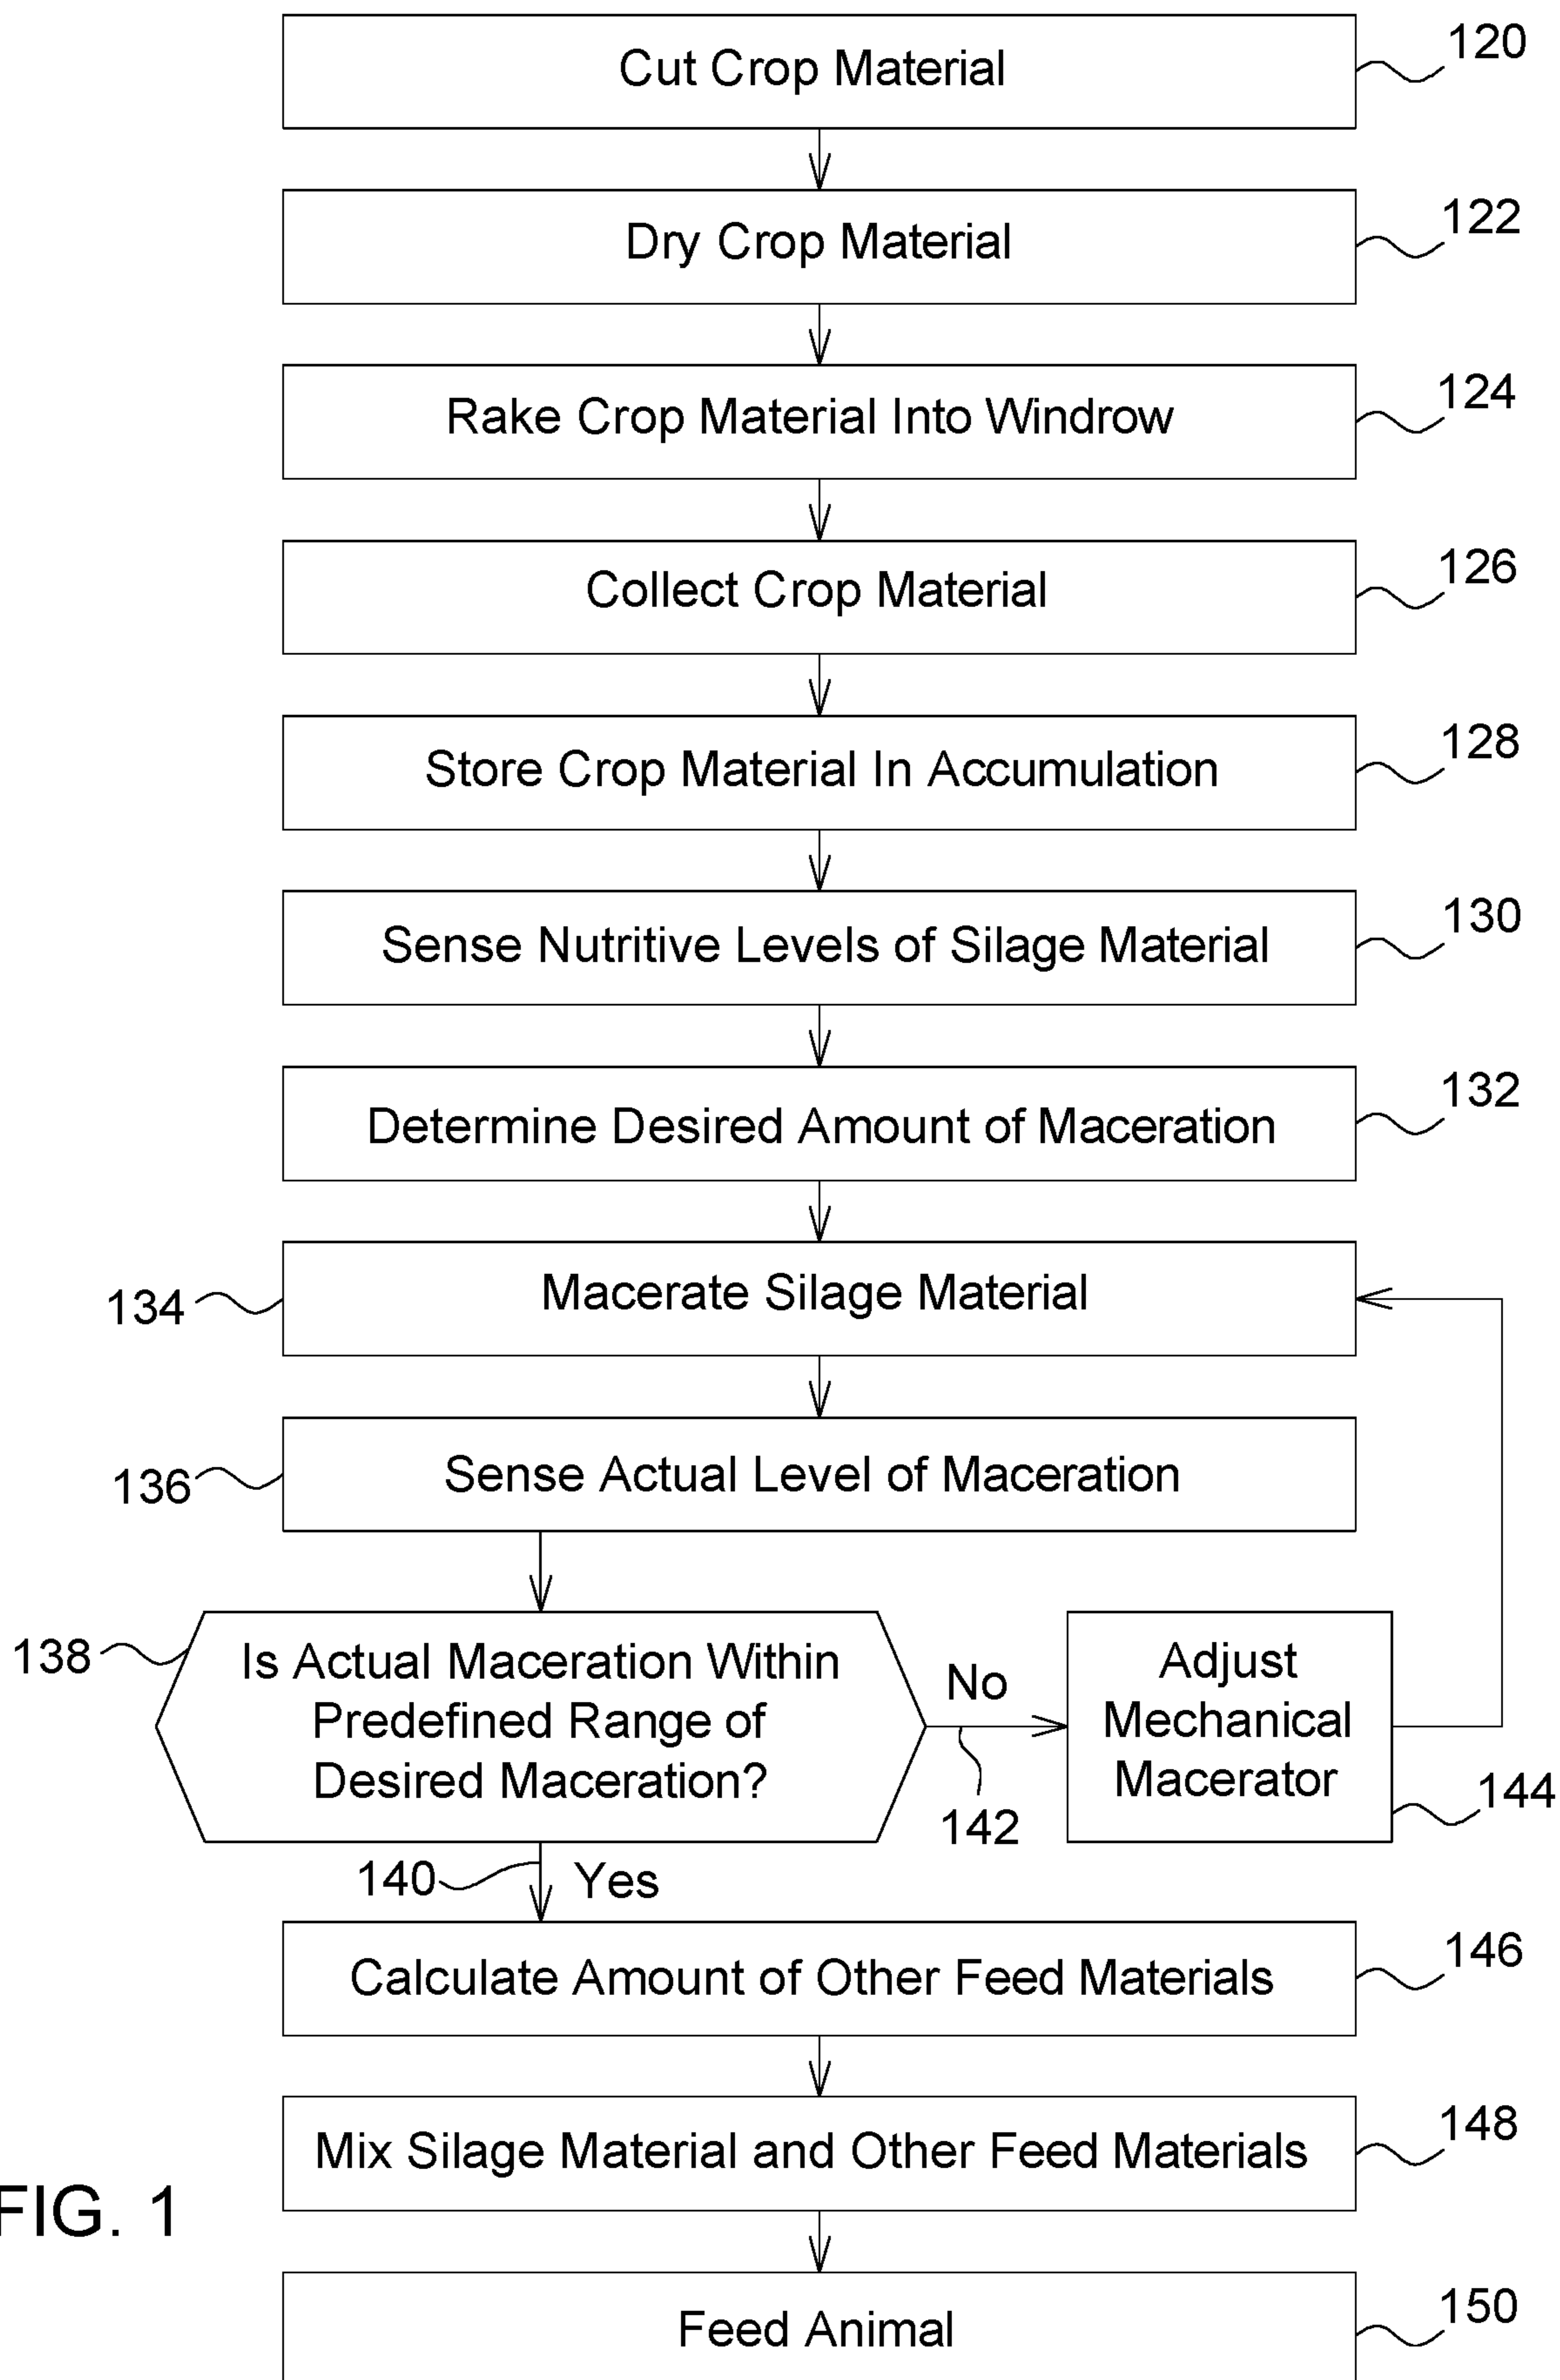 Cut Crop Material
120
Dry Crop Material
122
Rake Crop Material Into Windrow
124
Collect Crop Material
126
Store Crop Material In Accumulation
128
Sense Nutritive Levels of Silage Material
130
Determine Desired Amount of Maceration
132
Macerate Silage Material
134
Sense Actual Level of Maceration
136
138
Is Actual Maceration Within
Predefined Range of
Desired Maceration?
No
142
Adjust
Mechanical
Macerator
144
140
Yes
Calculate Amount of Other Feed Materials
146
Mix Silage Material and Other Feed Materials
148
FIG. 1
Feed Animal
150